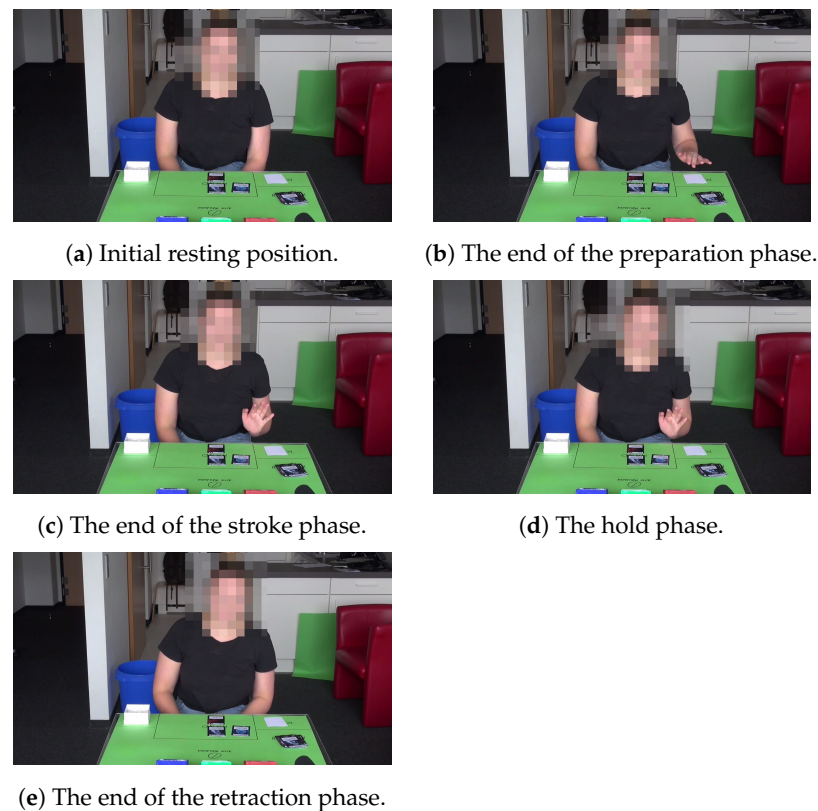 (a) Initial resting position.
(b) The end of the preparation phase.
(c) The end of the stroke phase.
(d) The hold phase.
(e) The end of the retraction phase.